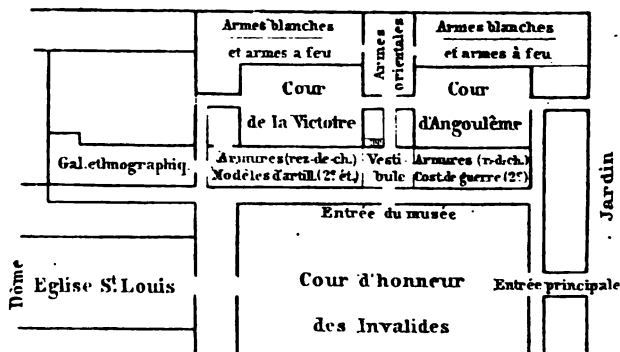 Armes blanches
et armes a feu
Armes
orientales
Armes blanches
et armes à feu
Cour
de la Victoire
Cour
d'Angoulême
Gal. ethnographiq.
Armures (rez-de-ch.)
Modèles d'artill. (2e ét.)
Vesti
bule
Armures (r-d-ch.)
Cost. de guerre (2e)
Entrée du musée
Jardin
Dôme
Eglise St. Louis
Cour d'honneur
des Invalides
Entrée principale